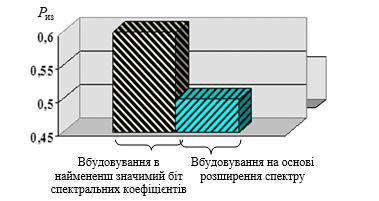 Pиз
0,6
0,55
0,5
0,45
Вбудовування в
найменеш значимий біт
спектральних коефіцієнтів
Вбудовування на основі
розширення спектру